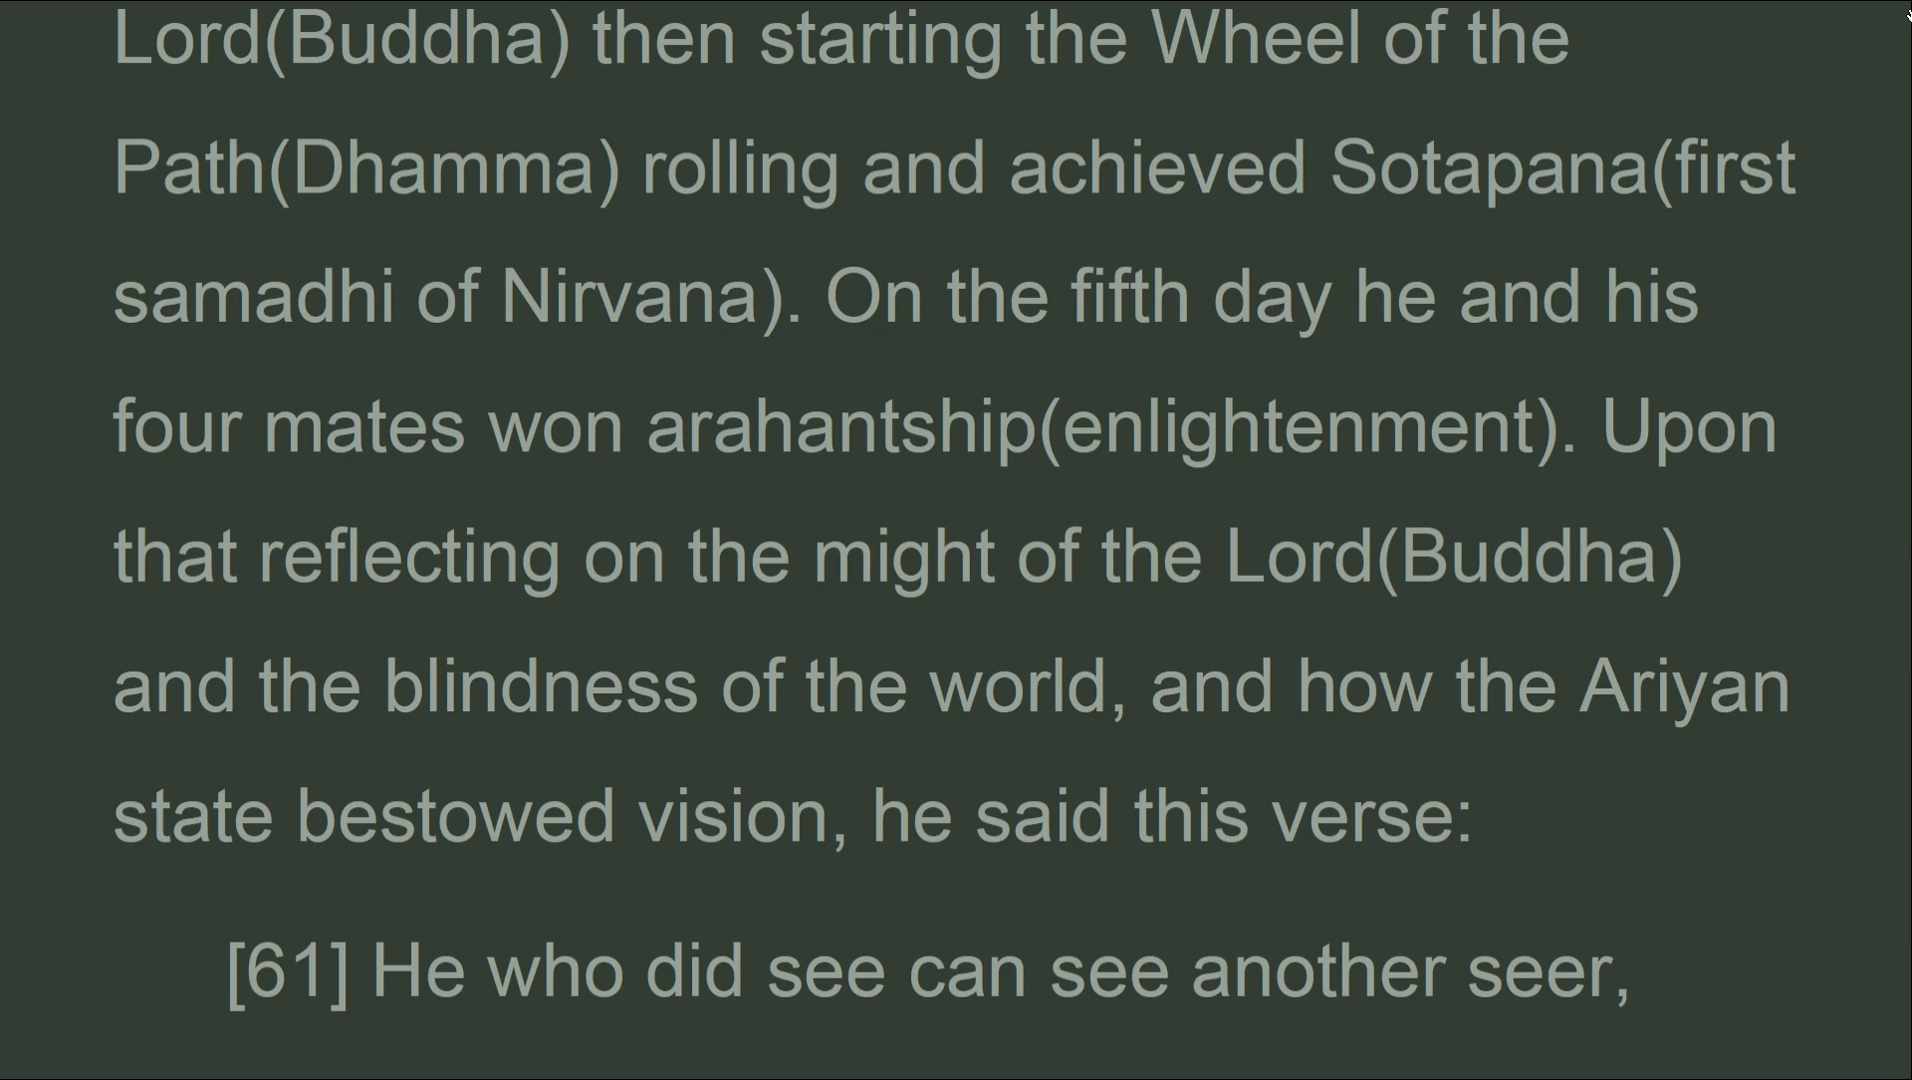 Lord(Buddha) then starting the Wheel of the
Path(Dhamma) rolling and achieved Sotapana(first
samadhi of Nirvana). On the fifth day he and his
four mates won arahantship(enlightenment). Upon
that reflecting on the might of the Lord(Buddha)
and the blindness of the world, and how the Ariyan
state bestowed vision, he said this verse:
[61] He who did see can see another seer,